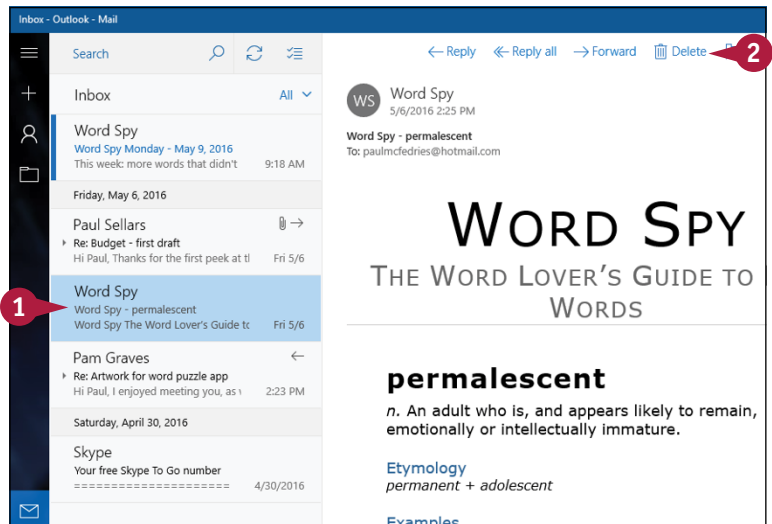 Inbox - Outlook - Mail
Search
Reply Reply all Forward Delete
2
Inbox All
Word Spy
Word Spy Monday - May 9, 2016
This week: more words that didn't 9:18 AM
Friday, May 6, 2016
Paul Sellars
Re: Budget - first draft
Hi Paul, Thanks for the first peek at Fri 5/6
1
Word Spy
Word Spy - permalescent
Word Spy The Word Lover's Guide Fri 5/6
Pam Graves
Re: Artwork for word puzzle app
Hi Paul, I enjoyed meeting you, as 2:23 PM
Saturday, April 30, 2016
Skype
Your free Skype To Go number
====================== 4/30/2016
WS
Word Spy
5/6/2016 2:25 PM
Word Spy - permalescent
To: paulmcfedries@hotmail.com
WORD SPY
THE WORD LOVER'S GUIDE TO
WORDS
permalescent
n. An adult who is, and appears likely to remain,
emotionally or intellectually immature.
Etymology
permanent + adolescent
Examples